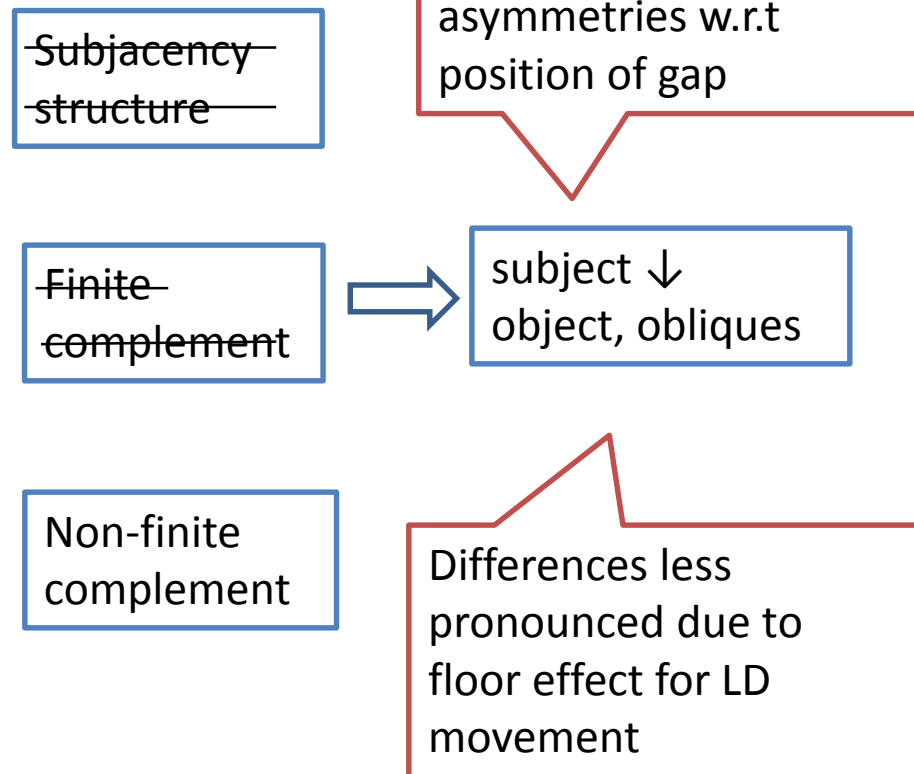 Subjacency
structure
asymmetries w.r.t
position of gap
Finite
complement
subject ↓
object, obliques
Non-finite
complement
Differences less
pronounced due to
floor effect for LD
movement